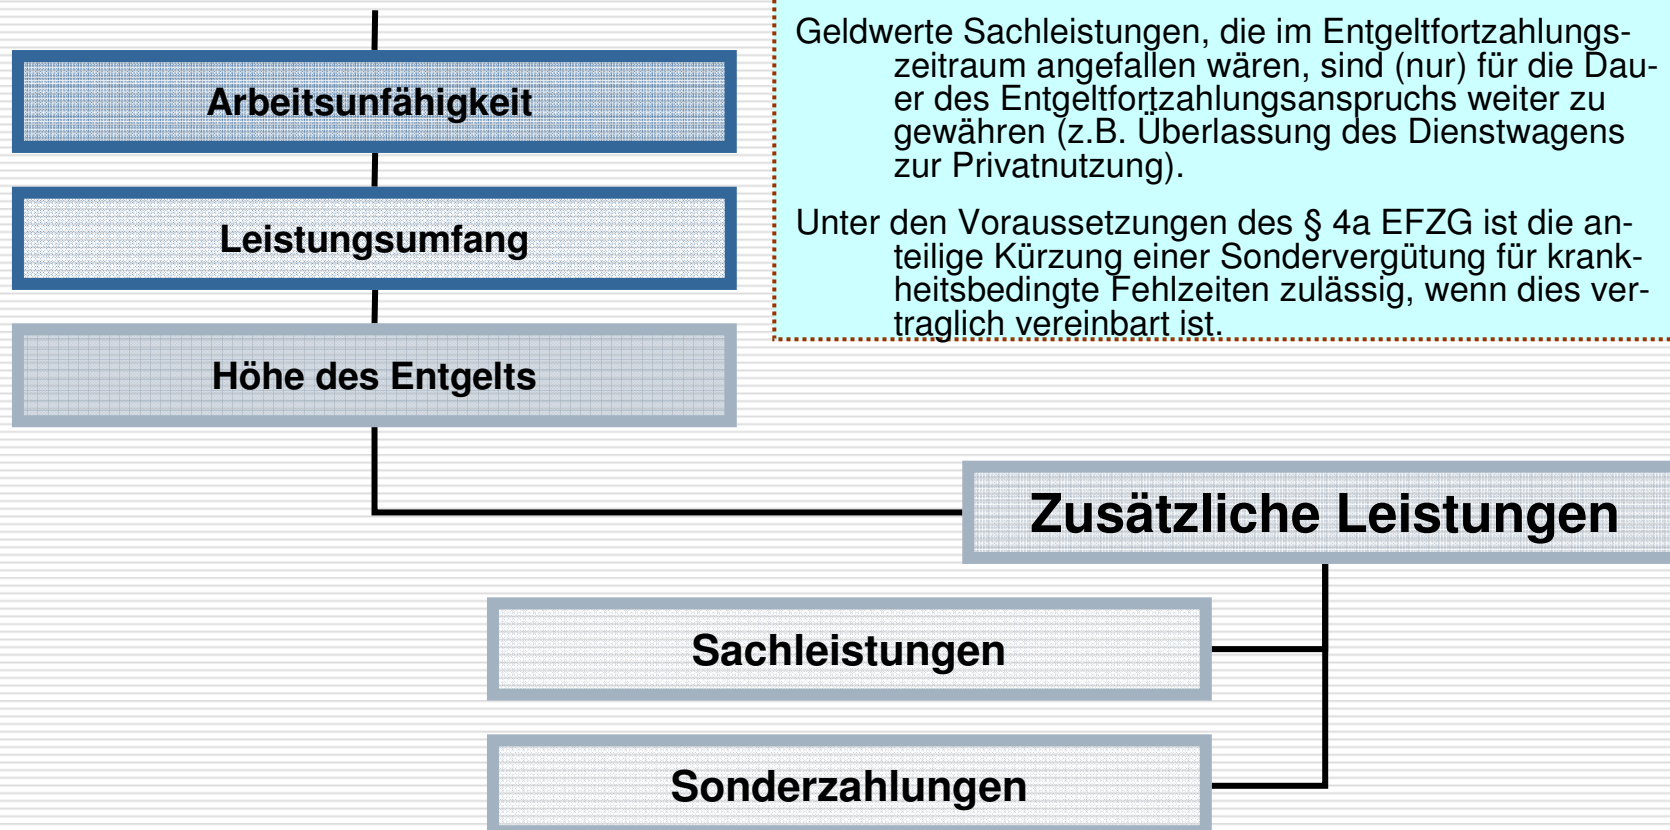 Geldwerte Sachleistungen, die im Entgeltfortzahlungs-
zeitraum angefallen wären, sind (nur) für die Dau-
er des Entgeltfortzahlungsanspruchs weiter zu
gewähren (z.B. Überlassung des Dienstwagens
zur Privatnutzung).
Unter den Voraussetzungen des § 4a EFZG ist die an-
teilige Kürzung einer Sondervergütung für krank-
heitsbedingte Fehlzeiten zulässig, wenn dies ver-
traglich vereinbart ist.
Arbeitsunfähigkeit
Leistungsumfang
Höhe des Entgelts
Zusätzliche Leistungen
Sachleistungen
Sonderzahlungen